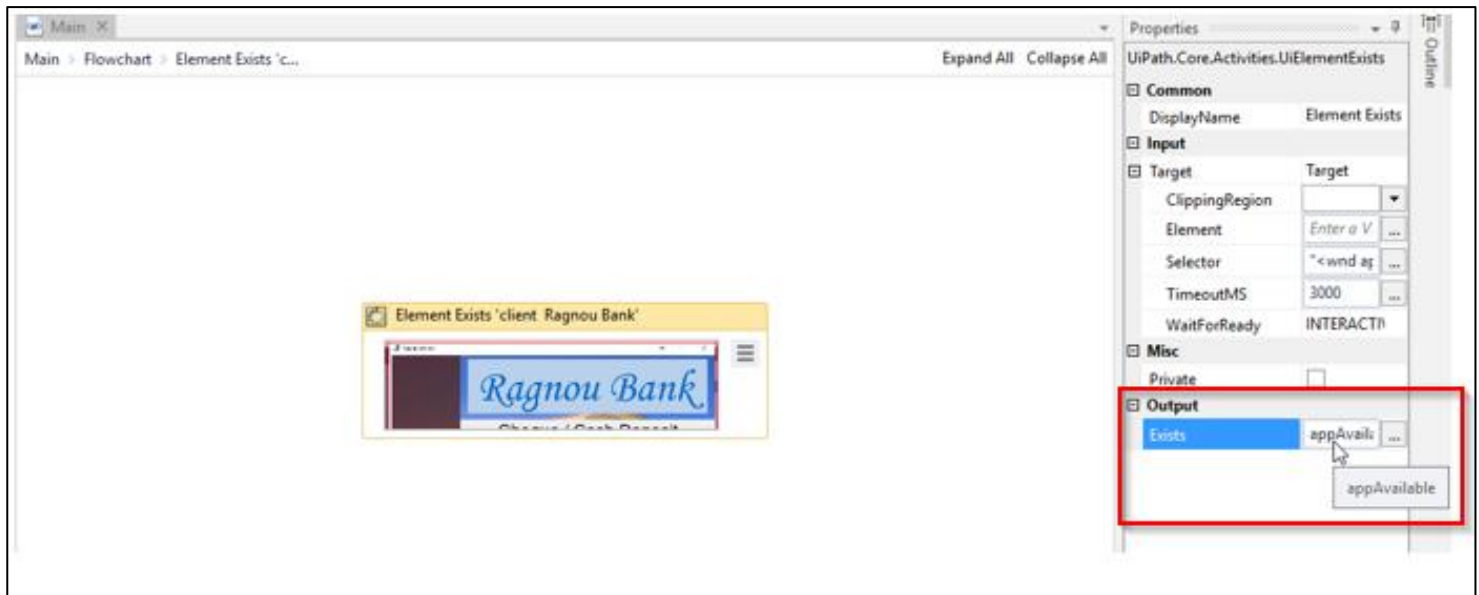 Main
Main > Flowchart > Element Exists 'c...
Expand All Collapse All
Element Exists 'client Ragnou Bank'
Ragnou Bank
Properties
UiPath.Core.Activities.UiElementExists
Common
DisplayName Element Exists
Input
Target Target
ClippingRegion
Element Enter a V ...
Selector "<wnd ap ...
TimeoutMS 3000 ...
WaitForReady INTERACTIV
Misc
Private
Output
Exists appAvaila ...
appAvailable
Outline